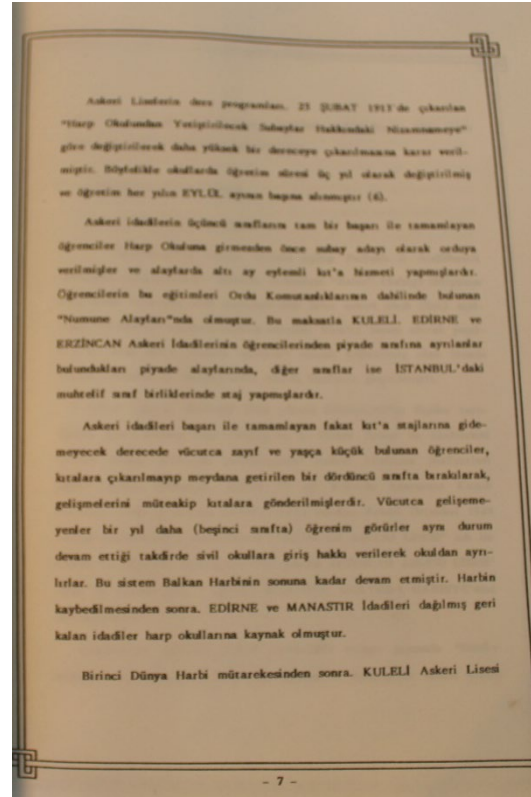 Askeri Liselerin ders programları, 23 ŞUBAT 1913'de çıkarılan
"Harp Okulundan Yetiştirilecek Subaylar Hakkındaki Nizamnameye"
göre değiştirilerek daha yüksek bir dereceye çıkarılmasına karar veril-
miştir. Böylelikle okullarda öğretim süresi üç yıl olarak değiştirilmiş
ve öğretim her yılın EYLÜL ayının başına alınmıştır (6).
Askeri idadilerin üçüncü sınıflarını tam bir başarı ile tamamlayan
öğrenciler Harp Okuluna girmeden önce subay adayı olarak orduya
verilmişler ve alaylarda altı ay eylemli kıt'a hizmeti yapmışlardır.
Öğrencilerin bu eğitimleri Ordu Komutanlıklarının dahilinde bulunan
"Numune Alayları"nda olmuştur. Bu maksatla KULELİ. EDİRNE ve
ERZİNCAN Askeri İdadilerinin öğrencilerinden piyade sınıfına ayrılanlar
bulundukları piyade alaylarında, diğer sınıflar ise İSTANBUL'daki
muhtelif sınıf birliklerinde staj yapmışlardır.
Askeri idadileri başarı ile tamamlayan fakat kıt'a stajlarına gide-
meyecek derecede vücutca zayıf ve yaşça küçük bulunan öğrenciler,
kıtalara çıkarılmayıp meydana getirilen bir dördüncü sınıfta bırakılarak,
gelişmelerini müteakip kıtalara gönderilmişlerdir. Vücutca gelişeme-
yenler bir yıl daha (beşinci sınıfta) öğrenim görürler aynı durum
devam ettiği takdirde sivil okullara giriş hakkı verilerek okuldan ayrı-
lırlar. Bu sistem Balkan Harbinin sonuna kadar devam etmiştir. Harbin
kaybedilmesinden sonra. EDİRNE ve MANASTIR İdadileri dağılmış geri
kalan idadiler harp okullarına kaynak olmuştur.
Birinci Dünya Harbi mütarekesinden sonra. KULELİ Askeri Lisesi
- 7 -